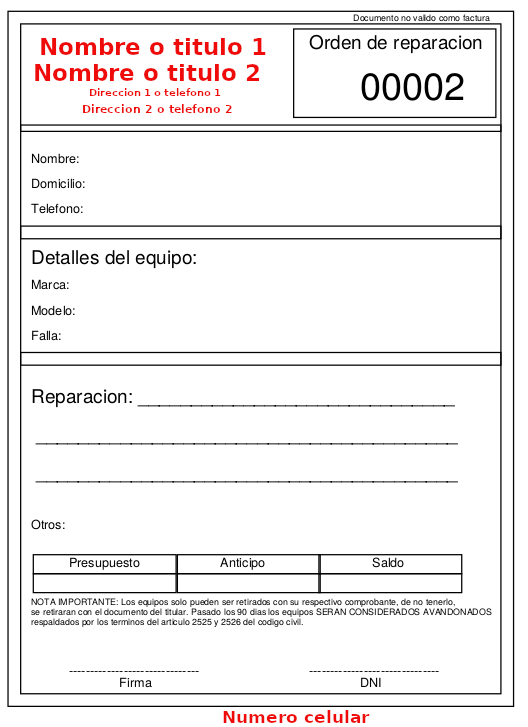 Documento no valido como factura
Nombre o titulo 1
Nombre o titulo 2
Direccion 1 o telefono 1
Direccion 2 o telefono 2
Orden de reparacion
00002
Nombre:
Domicilio:
Telefono:
Detalles del equipo:
Marca:
Modelo:
Falla:
Reparacion:
Otros:
Presupuesto Anticipo Saldo
NOTA IMPORTANTE: Los equipos solo pueden ser retirados con su respectivo comprobante, de no tenerlo,
se retiraran con el documento del titular. Pasado los 90 dias los equipos SERAN CONSIDERADOS AVANDONADOS
respaldados por los terminos del articulo 2525 y 2526 del codigo civil.
Firma DNI
Numero celular